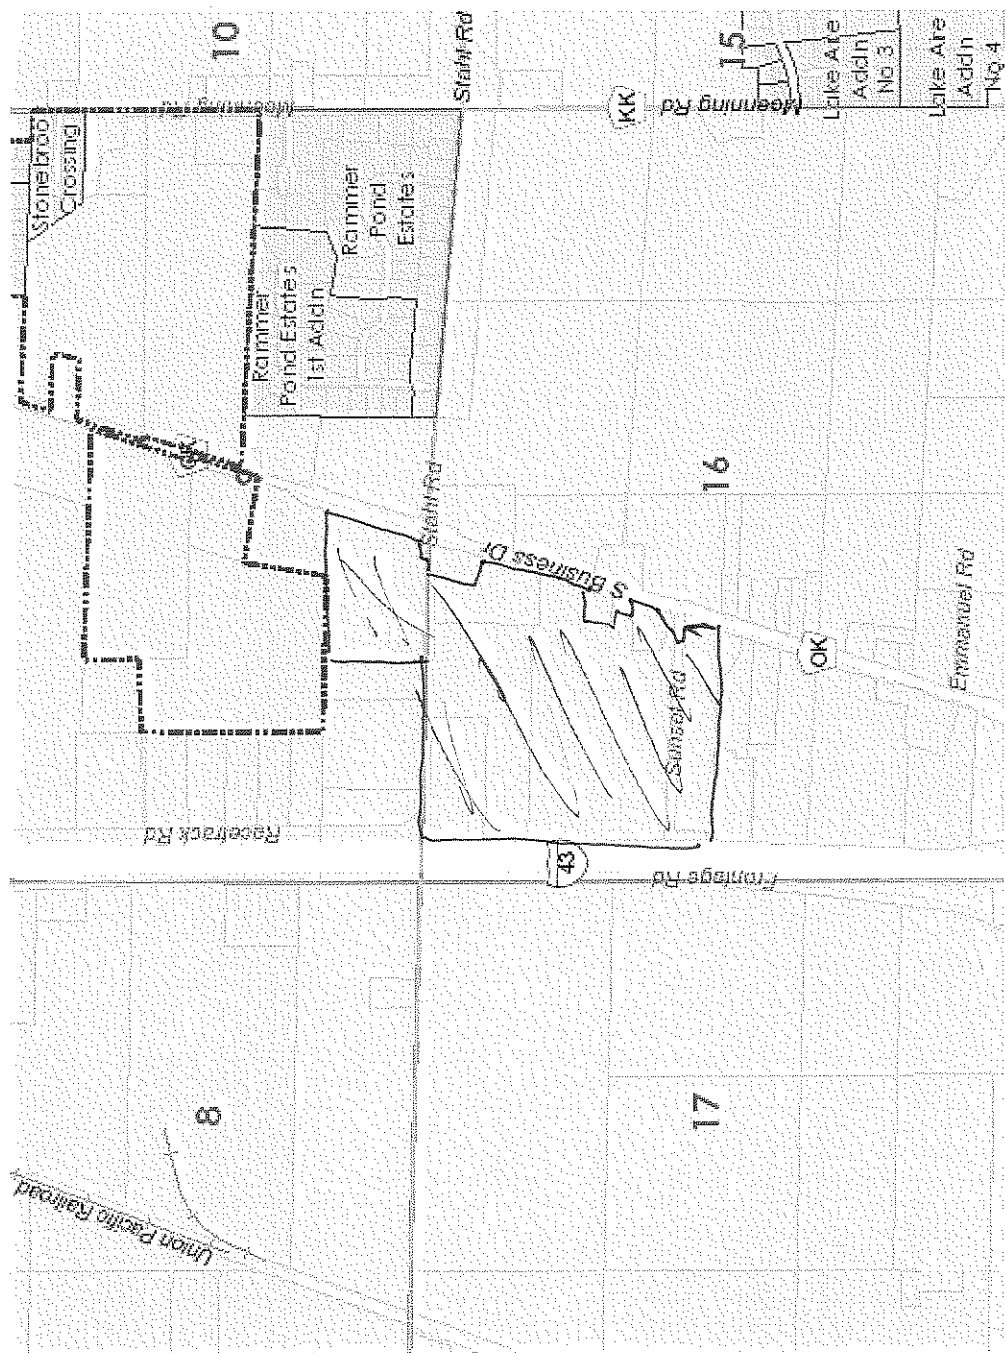 10
Stahl Rd
15
Lake Aire
Addn
No 3
Lake Aire
Addn
No 4
KK
Moenning Rd
Moenning Rd
Crossing
Rammer
Pond
Estates
Rammer
Pond Estates
1st Addn
Stahl Rd
16
S Business Dr
OK
Emmanuel Rd
Sunset Rd
Racetrack Rd
43
Frontage Rd
8
17
Union Pacific Railroad